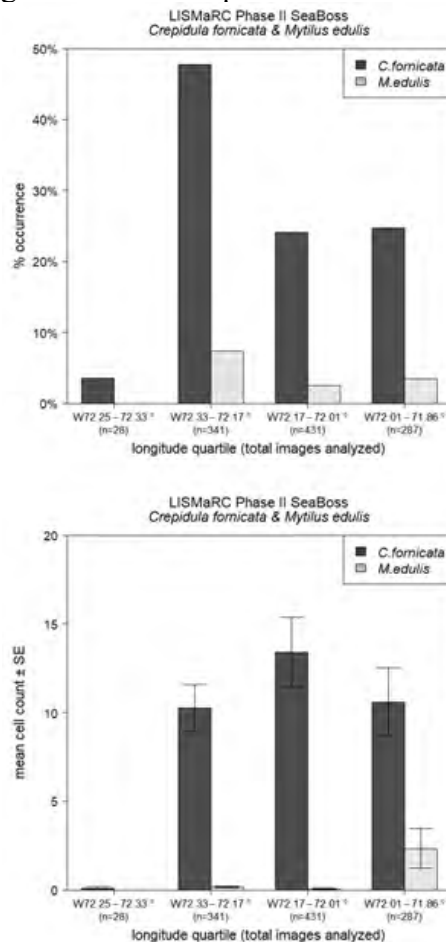 LISMaRC Phase II SeaBoss
Crepidula fornicata & Mytilus edulis
C.fornicata
M.edulis
50%
40%
30%
20%
10%
0%
% occurrence
W72.25 – 72.33 ° W72.33 – 72.17° W72.17 – 72.01 ° W72.01 – 71.86 °
(n=28) (n=341) (n=431) (n=287)
longitude quartile (total images analyzed)
LISMaRC Phase II SeaBoss
Crepidula fornicata & Mytilus edulis
C.fornicata
M.edulis
20
15
10
5
0
mean cell count ± SE
W72.25 – 72.33 ° W72.33 – 72.17° W72.17 – 72.01 ° W72.01 – 71.86 °
(n=28) (n=341) (n=431) (n=287)
longitude quartile (total images analyzed)